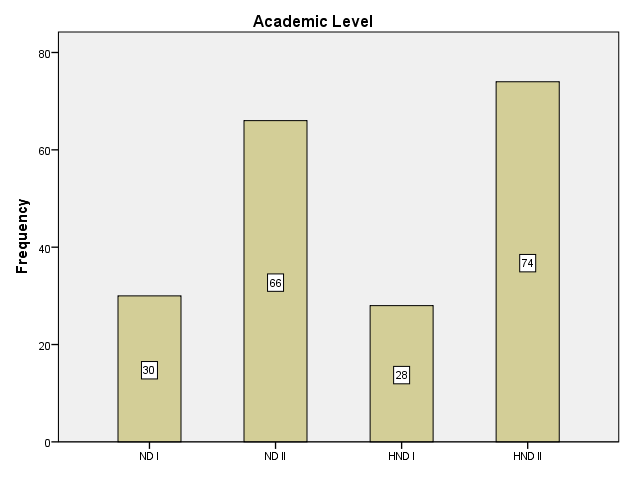 Academic Level
Frequency
80
60
40
20
0
30
66
28
74
ND I
ND II
HND I
HND II